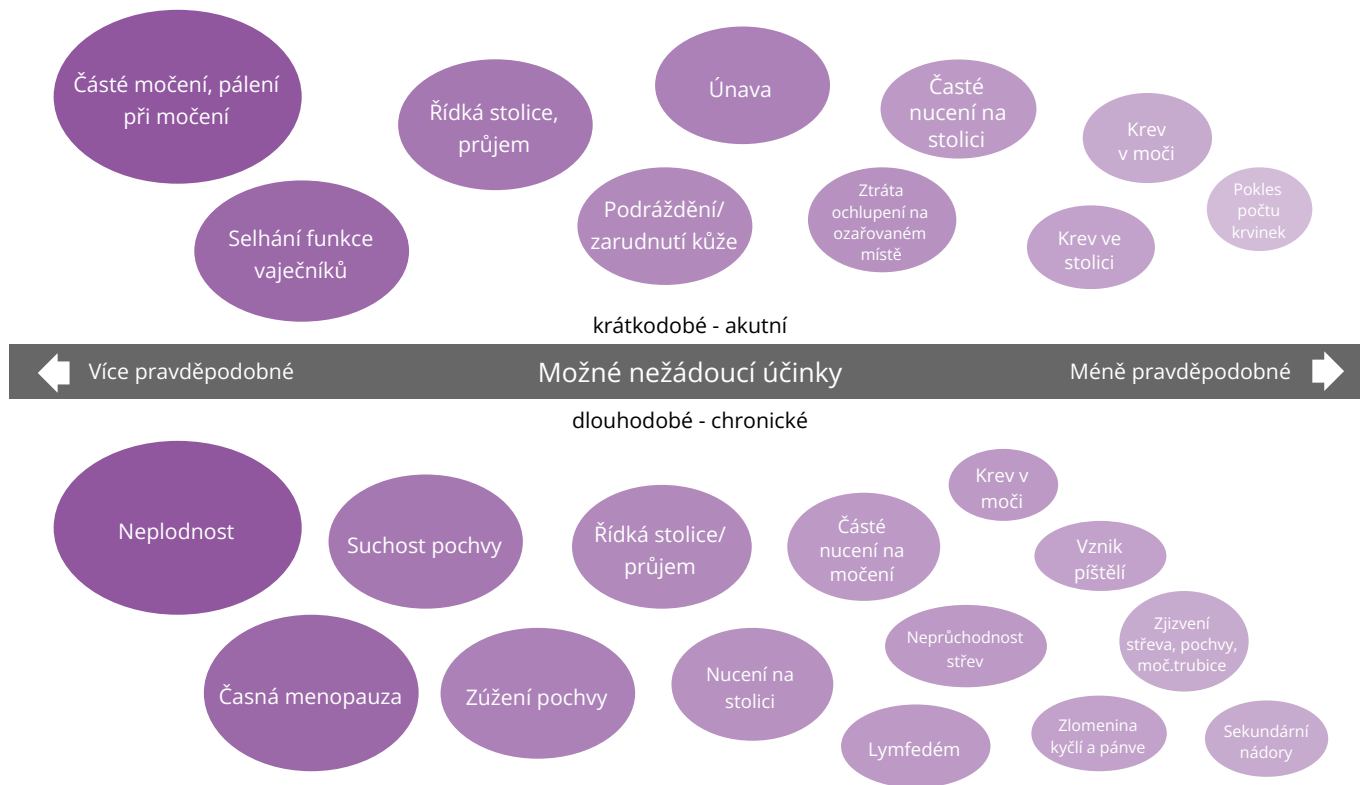 Částé močení, pálení
při močení
Řídká stolice,
průjem
Únava
Časté
nucení na
stolici
Krev
v moči
Pokles
počtu
krvinek
Selhání funkce
vaječníků
Podráždění/
zarudnutí kůže
Ztráta
ochlupení na
ozařovaném
místě
Krev ve
stolici
krátkodobé - akutní
Více pravděpodobné
Možné nežádoucí účinky
Méně pravděpodobné
dlouhodobé - chronické
Neplodnost
Suchost pochvy
Řídká stolice/
průjem
Částé
nucení na
močení
Krev v
moči
Vznik
píštělí
Časná menopauza
Zúžení pochvy
Nucení na
stolici
Neprůchodnost
střev
Zjizvení
střeva, pochvy,
moč.trubice
Lymfedém
Zlomenina
kyčlí a pánve
Sekundární
nádory